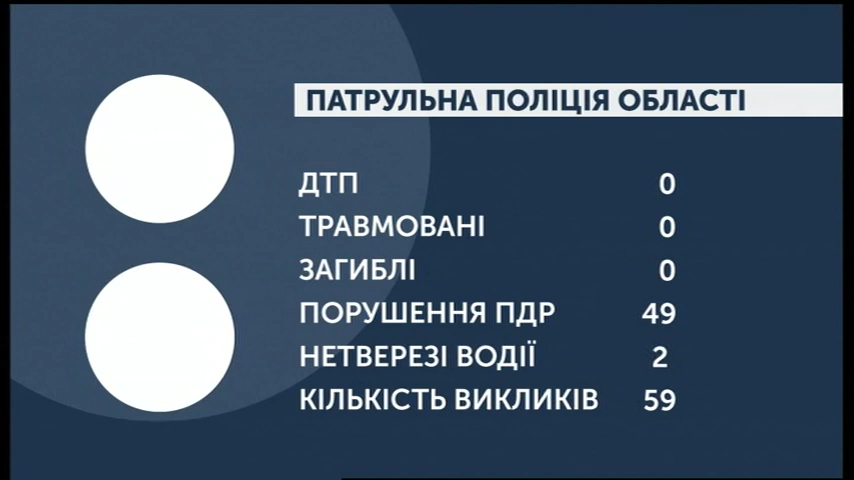 ПАТРУЛЬНА ПОЛІЦІЯ ОБЛАСТІ
ДТП 0
ТРАВМОВАНІ 0
ЗАГИБЛІ 0
ПОРУШЕННЯ ПДР 49
НЕТВЕРЕЗІ ВОДІЇ 2
КІЛЬКІСТЬ ВИКЛИКІВ 59